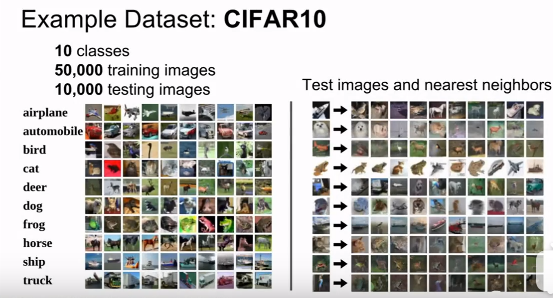 Example Dataset: CIFAR10
10 classes
50,000 training images
10,000 testing images
Test images and nearest neighbors
airplane
automobile
bird
cat
deer
dog
frog
horse
ship
truck